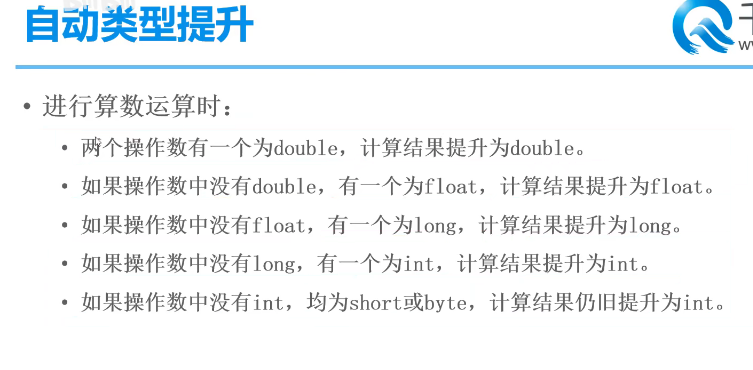 自动类型提升
• 进行算数运算时：
• 两个操作数有一个为double，计算结果提升为double。
• 如果操作数中没有double，有一个为float，计算结果提升为float。
• 如果操作数中没有float，有一个为long，计算结果提升为long。
• 如果操作数中没有long，有一个为int，计算结果提升为int。
• 如果操作数中没有int，均为short或byte，计算结果仍旧提升为int。